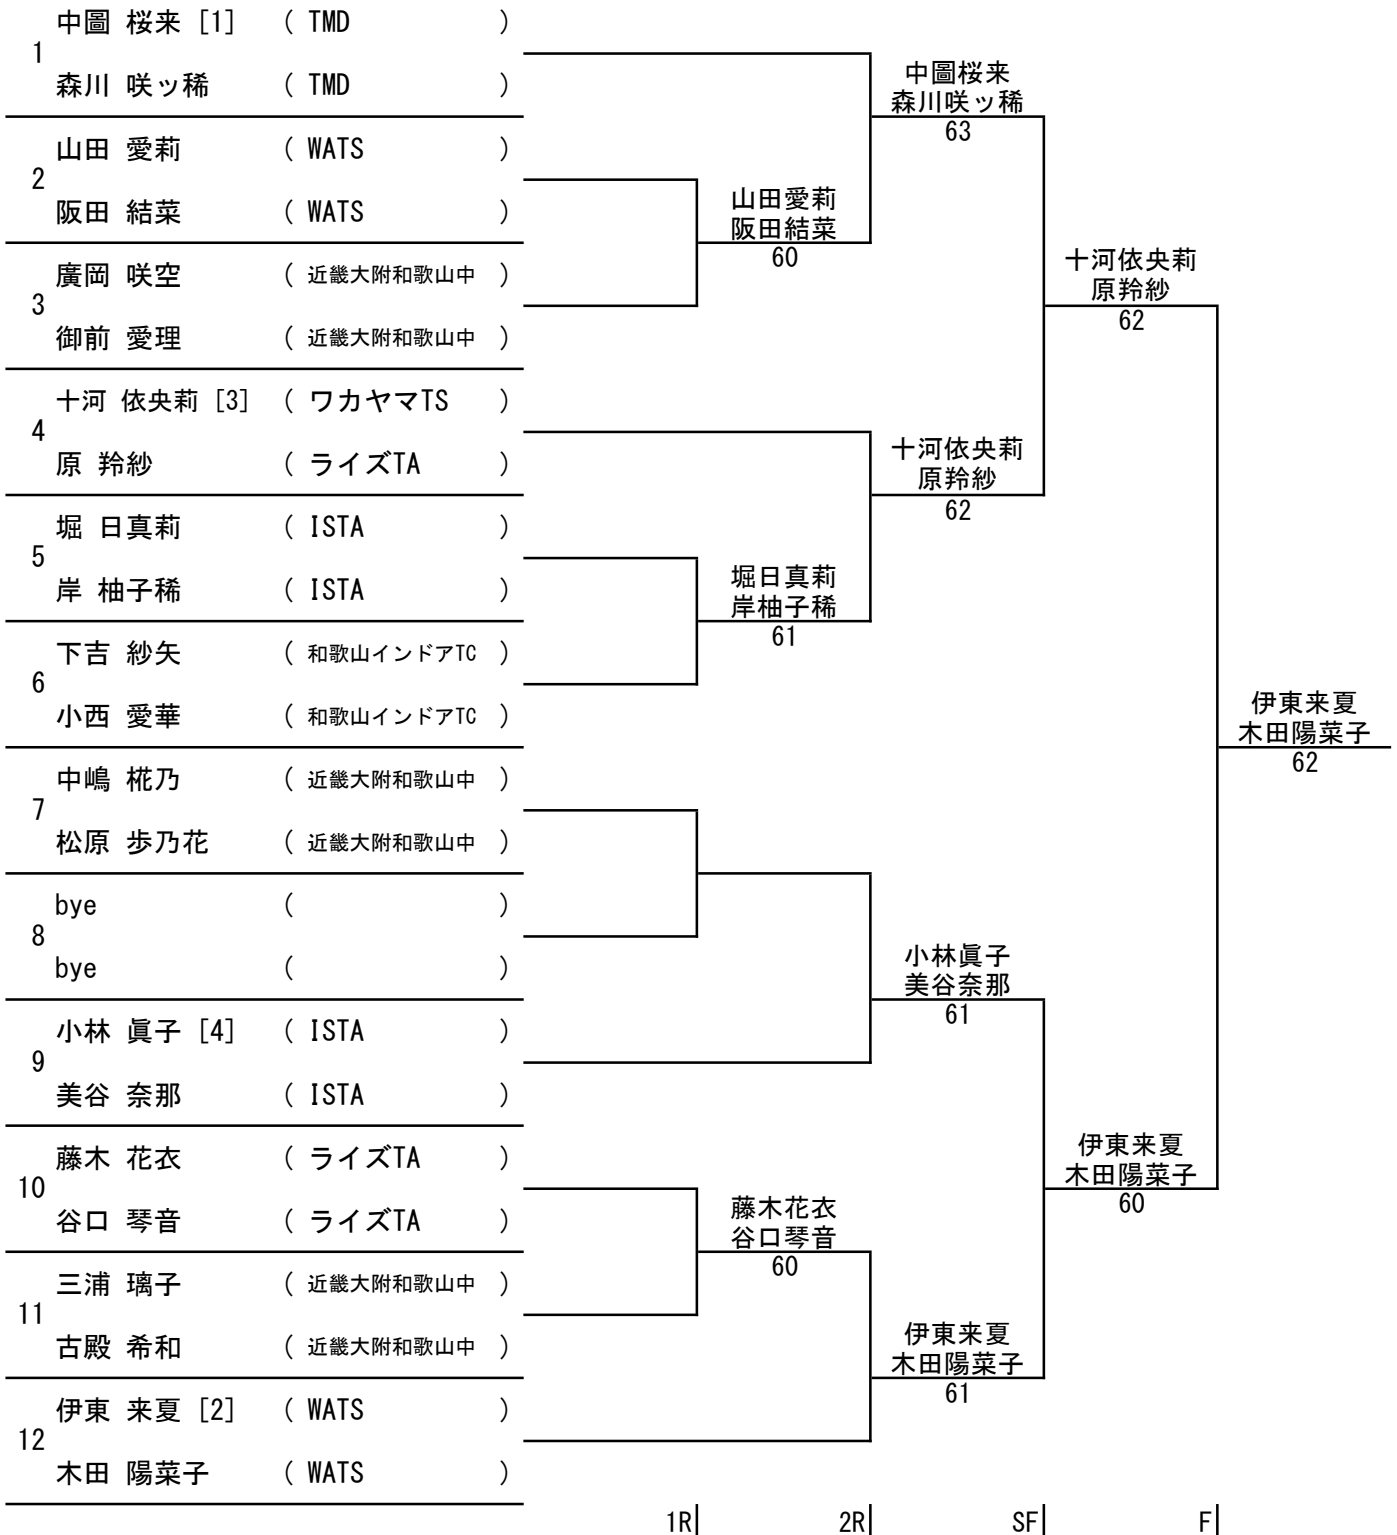 1
中圖 桜来 [1] ( TMD )
森川 咲ッ稀 ( TMD )
2
山田 愛莉 ( WATS )
阪田 結菜 ( WATS )
3
廣岡 咲空 ( 近畿大附和歌山中 )
御前 愛理 ( 近畿大附和歌山中 )
4
十河 依央莉 [3] ( ワカヤマTS )
原 羚紗 ( ライズTA )
5
堀 日真莉 ( ISTA )
岸 柚子稀 ( ISTA )
6
下吉 紗矢 ( 和歌山インドアTC )
小西 愛華 ( 和歌山インドアTC )
7
中嶋 椛乃 ( 近畿大附和歌山中 )
松原 歩乃花 ( 近畿大附和歌山中 )
8
bye ( )
bye ( )
9
小林 眞子 [4] ( ISTA )
美谷 奈那 ( ISTA )
10
藤木 花衣 ( ライズTA )
谷口 琴音 ( ライズTA )
11
三浦 璃子 ( 近畿大附和歌山中 )
古殿 希和 ( 近畿大附和歌山中 )
12
伊東 来夏 [2] ( WATS )
木田 陽菜子 ( WATS )
山田愛莉
阪田結菜
60
堀日真莉
岸柚子稀
61
藤木花衣
谷口琴音
60
中圖桜来
森川咲ッ稀
63
十河依央莉
原羚紗
62
小林眞子
美谷奈那
61
伊東来夏
木田陽菜子
61
十河依央莉
原羚紗
62
伊東来夏
木田陽菜子
60
伊東来夏
木田陽菜子
62
1R 2R SF F